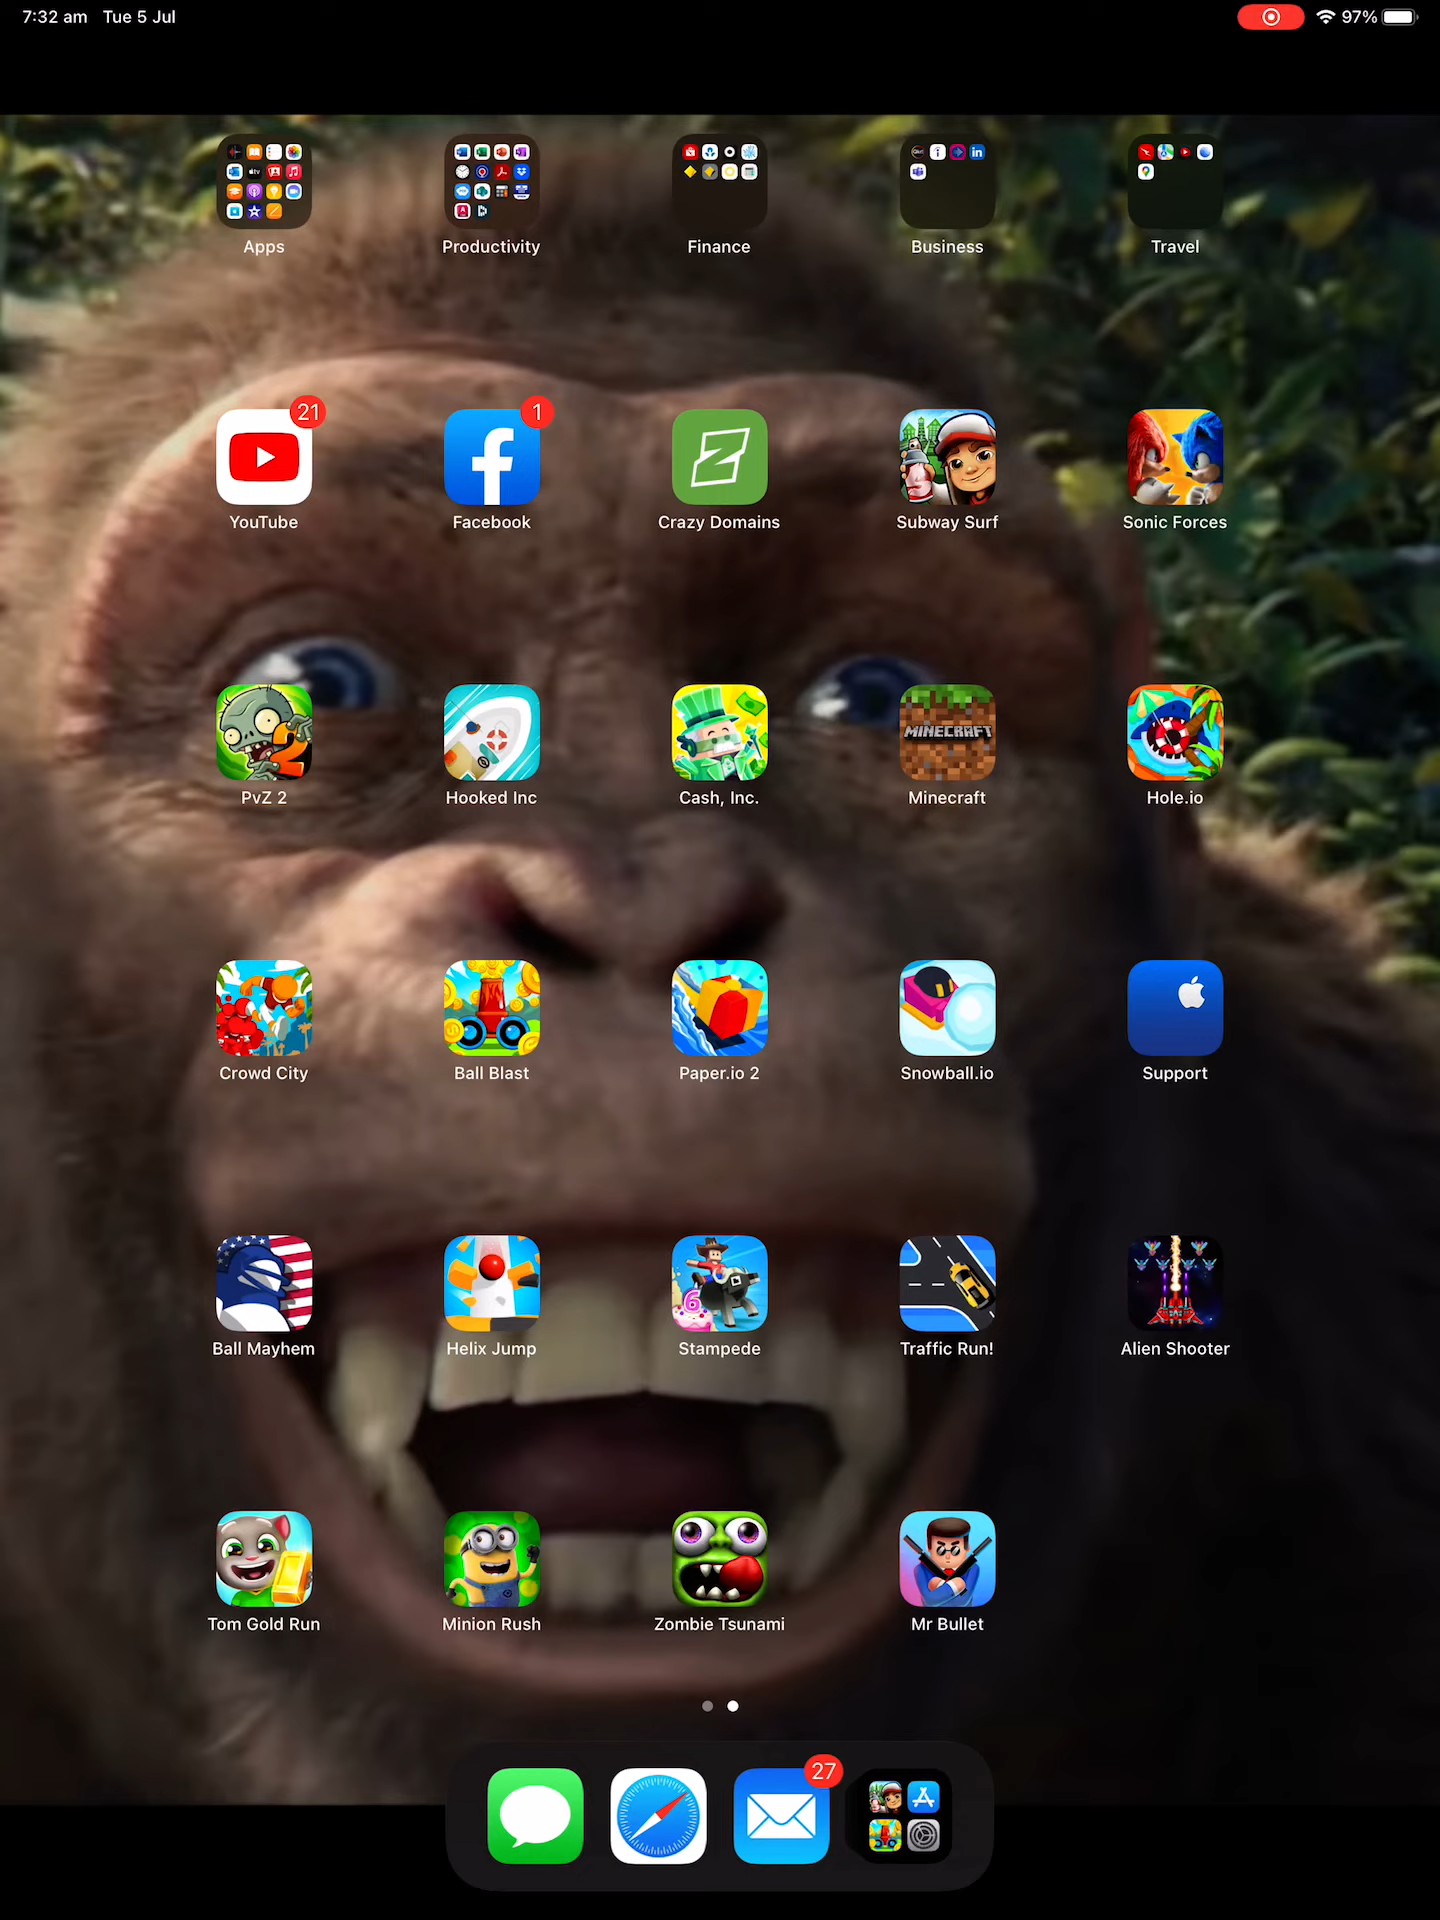 7:32 am Tue 5 Jul 97%
Apps Productivity Finance Business Travel
21 1
YouTube Facebook Crazy Domains Subway Surf Sonic Forces
2 MINECRAFT
PvZ 2 Hooked Inc Cash, Inc. Minecraft Hole.io
Crowd City Ball Blast Paper.io 2 Snowball.io Support
6
Ball Mayhem Helix Jump Stampede Traffic Run! Alien Shooter
Tom Gold Run Minion Rush Zombie Tsunami Mr Bullet
27